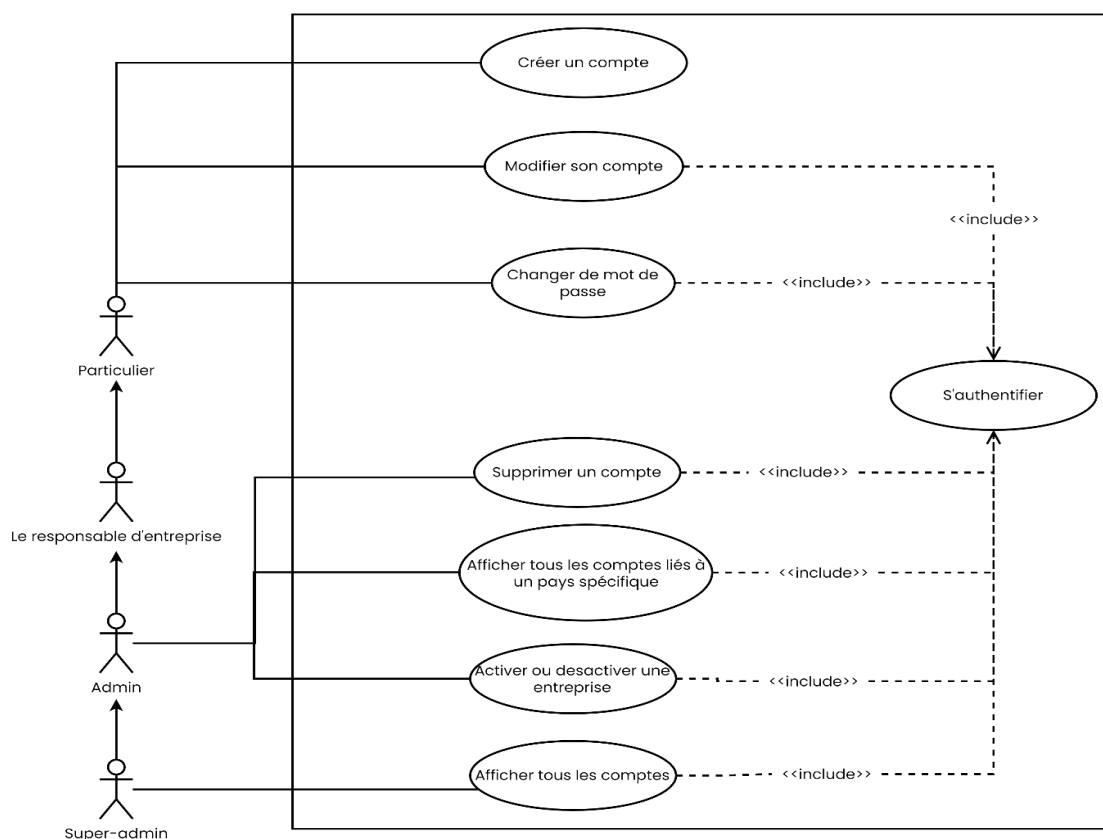 Créer un compte
Modifier son compte
<<include>>
Changer de mot de
passe
<<include>>
Particulier
S'authentifier
Supprimer un compte
<<include>>
Le responsable d'entreprise
Afficher tous les comptes liés à
un pays spécifique
<<include>>
Admin
Activer ou desactiver une
entreprise
<<include>>
Afficher tous les comptes
<<include>>
Super-admin